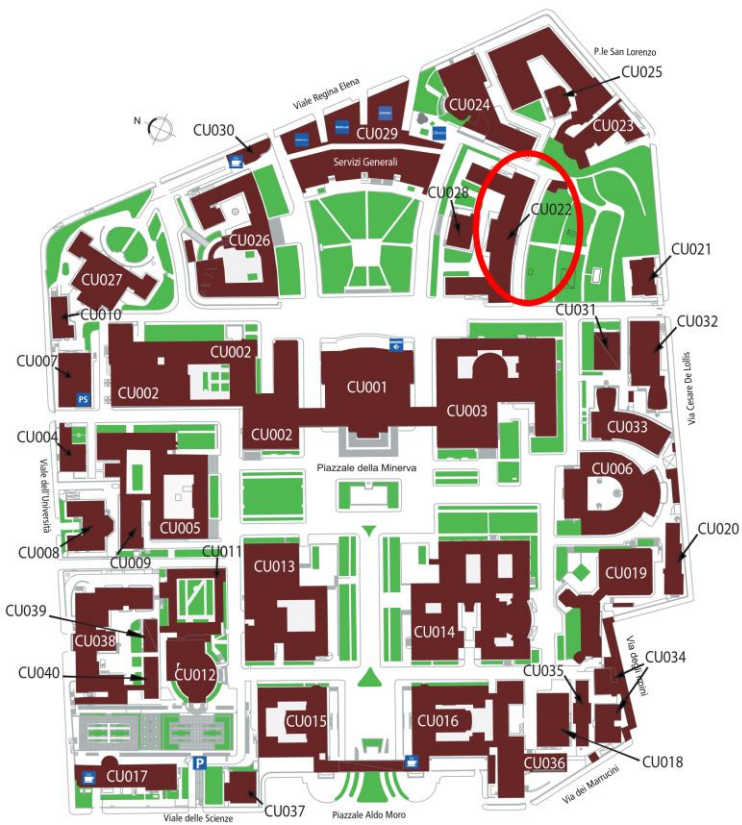 P.le San Lorenzo
CU025
Viale Regina Elena
CU024
N
CU030
CU029
CU023
Servizi Generali
CU028
CU022
CU026
CU021
CU027
CU010
CU031
CU032
CU007
CU002
CU002
CU001
CU003
PS
CU002
Via Cesare De Lollis
CU033
CU004
Piazzale della Minerva
CU006
Viale dell'Università
CU005
CU008
CU009
CU011
CU020
CU013
CU019
CU039
CU038
CU014
CU040
CU012
CU035
CU034
CU015
CU016
CU018
CU036
P
CU017
CU037
Via dei Marrucini
Viale delle Scienze
Piazzale Aldo Moro